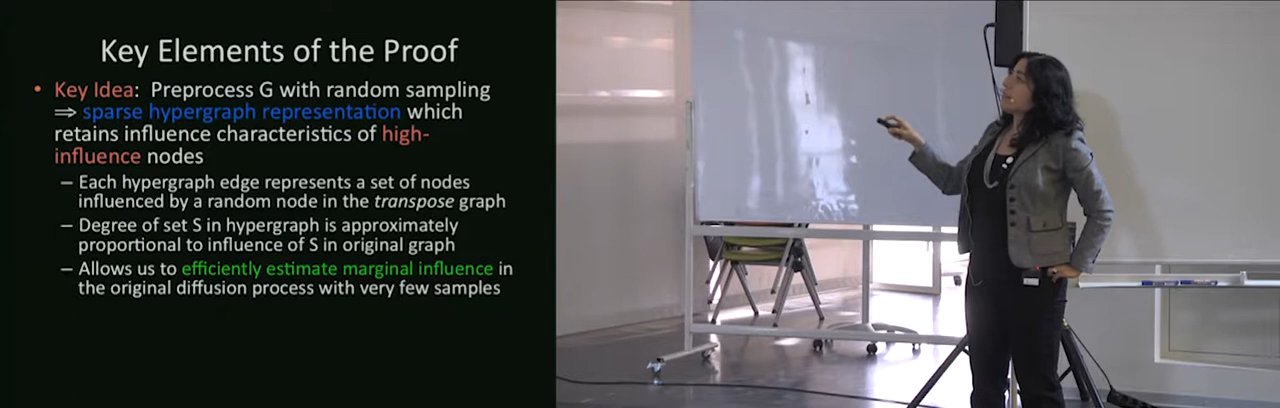 Key Elements of the Proof
• Key Idea: Preprocess G with random sampling
⇒ sparse hypergraph representation which
retains influence characteristics of high-
influence nodes
– Each hypergraph edge represents a set of nodes
influenced by a random node in the transpose graph
– Degree of set S in hypergraph is approximately
proportional to influence of S in original graph
– Allows us to efficiently estimate marginal influence in
the original diffusion process with very few samples